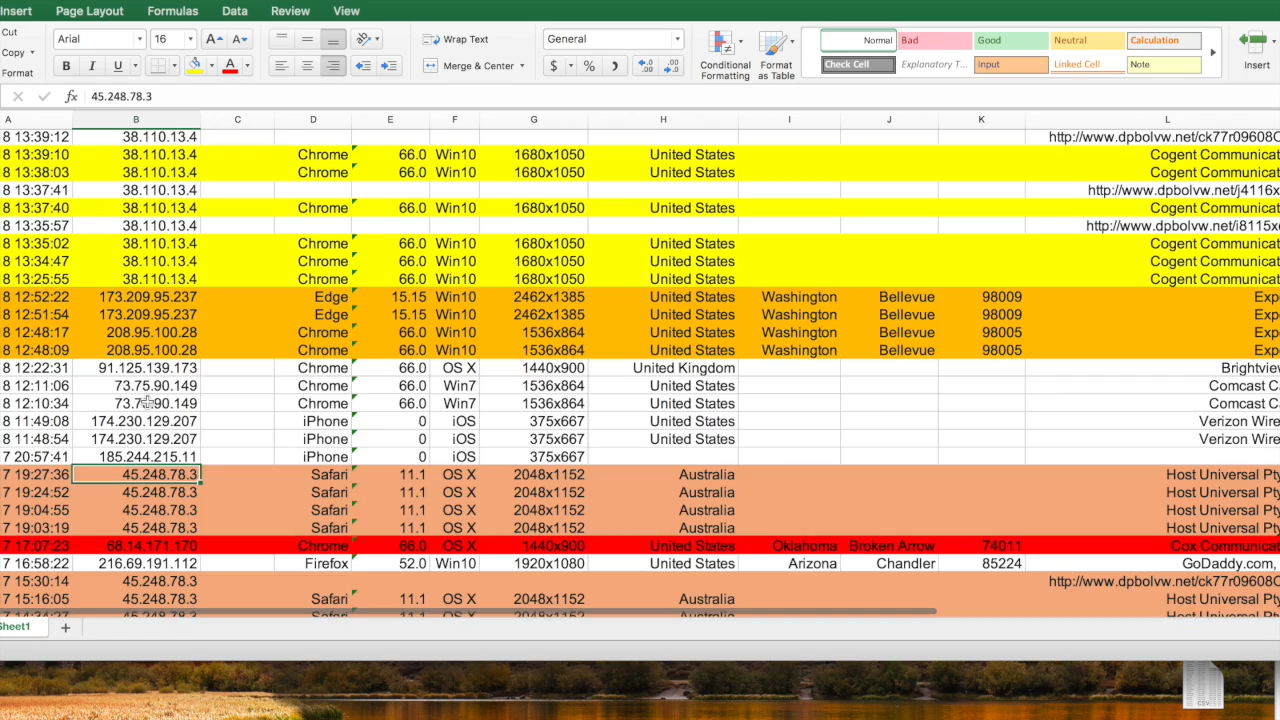 Insert Page Layout Formulas Data Review View
Cut
Copy
Format
Arial 16 A A
B I U A
Wrap Text
Merge & Center
General
$ % ,
Conditional Formatting
Format as Table
Normal Bad Good Neutral Calculation
Check Cell Explanatory T... Input Linked Cell Note
Insert
fx 45.248.78.3
A B C D E F G H I J K L
8 13:39:12 38.110.13.4 http://www.dpbolvw.net/ck77r09608
8 13:39:10 38.110.13.4 Chrome 66.0 Win10 1680x1050 United States Cogent Communicat
8 13:38:03 38.110.13.4 Chrome 66.0 Win10 1680x1050 United States Cogent Communicat
8 13:37:41 38.110.13.4 http://www.dpbolvw.net/j4116x
8 13:37:40 38.110.13.4 Chrome 66.0 Win10 1680x1050 United States Cogent Communicat
8 13:35:57 38.110.13.4 http://www.dpbolvw.net/i8115x
8 13:35:02 38.110.13.4 Chrome 66.0 Win10 1680x1050 United States Cogent Communicat
8 13:34:47 38.110.13.4 Chrome 66.0 Win10 1680x1050 United States Cogent Communicat
8 13:25:55 38.110.13.4 Chrome 66.0 Win10 1680x1050 United States Cogent Communicat
8 12:52:22 173.209.95.237 Edge 15.15 Win10 2462x1385 United States Washington Bellevue 98009 Exp
8 12:51:54 173.209.95.237 Edge 15.15 Win10 2462x1385 United States Washington Bellevue 98009 Exp
8 12:48:17 208.95.100.28 Chrome 66.0 Win10 1536x864 United States Washington Bellevue 98005 Exp
8 12:48:09 208.95.100.28 Chrome 66.0 Win10 1536x864 United States Washington Bellevue 98005 Exp
8 12:22:31 91.125.139.173 Chrome 66.0 OS X 1440x900 United Kingdom Brightview
8 12:11:06 73.75.90.149 Chrome 66.0 Win7 1536x864 United States Comcast C
8 12:10:34 73.75.90.149 Chrome 66.0 Win7 1536x864 United States Comcast C
8 11:49:08 174.230.129.207 iPhone 0 iOS 375x667 United States Verizon Wire
8 11:48:54 174.230.129.207 iPhone 0 iOS 375x667 United States Verizon Wire
7 20:57:41 185.244.215.11 iPhone 0 iOS 375x667
7 19:27:36 45.248.78.3 Safari 11.1 OS X 2048x1152 Australia Host Universal Pty
7 19:24:52 45.248.78.3 Safari 11.1 OS X 2048x1152 Australia Host Universal Pty
7 19:04:55 45.248.78.3 Safari 11.1 OS X 2048x1152 Australia Host Universal Pty
7 19:03:19 45.248.78.3 Safari 11.1 OS X 2048x1152 Australia Host Universal Pty
7 17:07:23 68.14.171.170 Chrome 66.0 OS X 1440x900 United States Oklahoma Broken Arrow 74011 Cox Communicat
7 16:58:22 216.69.191.112 Firefox 52.0 Win10 1920x1080 United States Arizona Chandler 85224 GoDaddy.com,
7 15:30:14 45.248.78.3 http://www.dpbolvw.net/ck77r09608
7 15:16:05 45.248.78.3 Safari 11.1 OS X 2048x1152 Australia Host Universal Pty
Sheet1 +
CSV